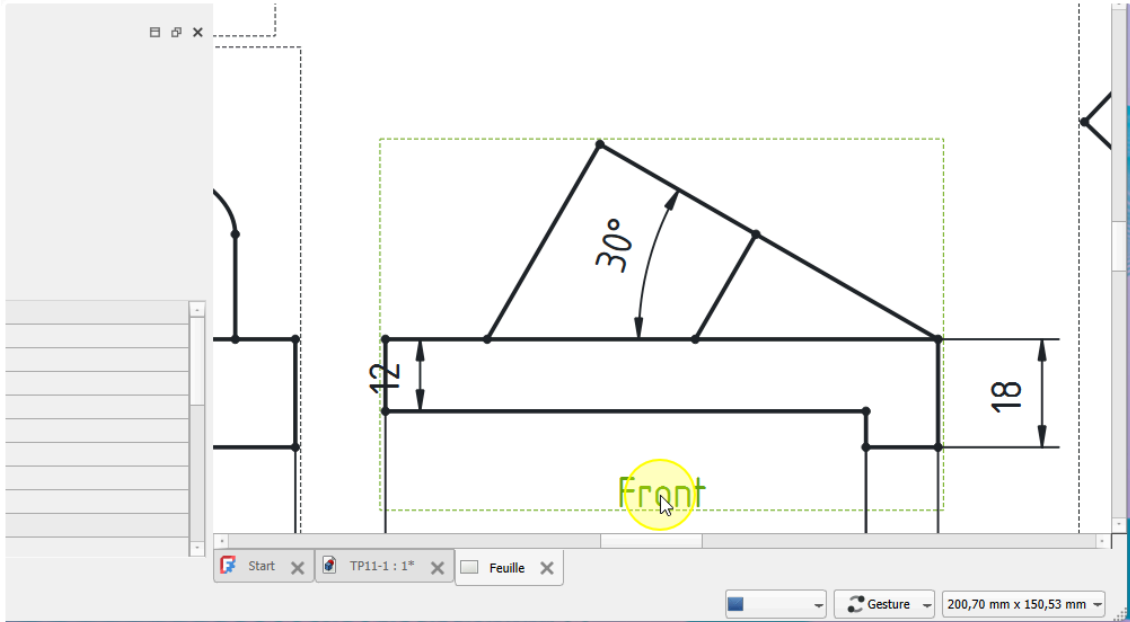 30°
12
18
Front
Start
TP11-1 : 1*
Feuille
Gesture
200,70 mm x 150,53 mm